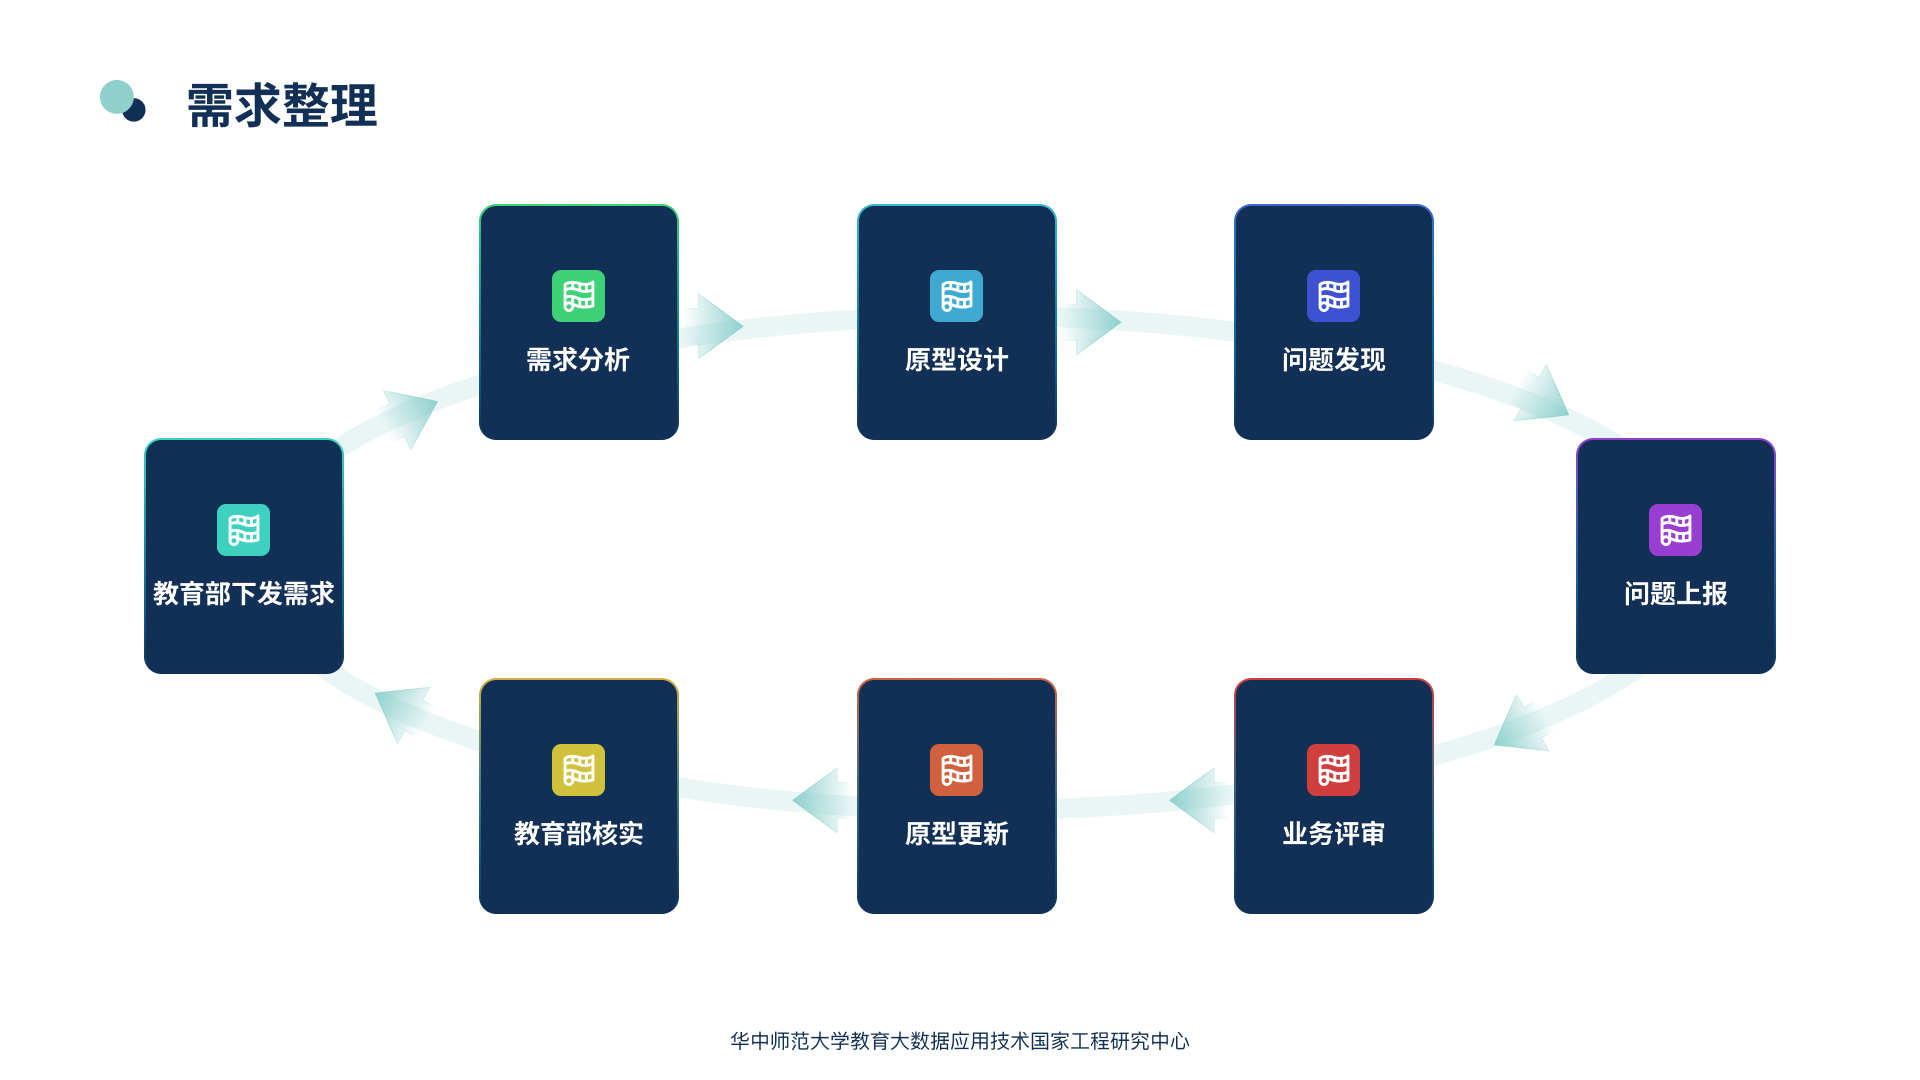 需求整理
需求分析
原型设计
问题发现
教育部下发需求
问题上报
教育部核实
原型更新
业务评审
华中师范大学教育大数据应用技术国家工程研究中心